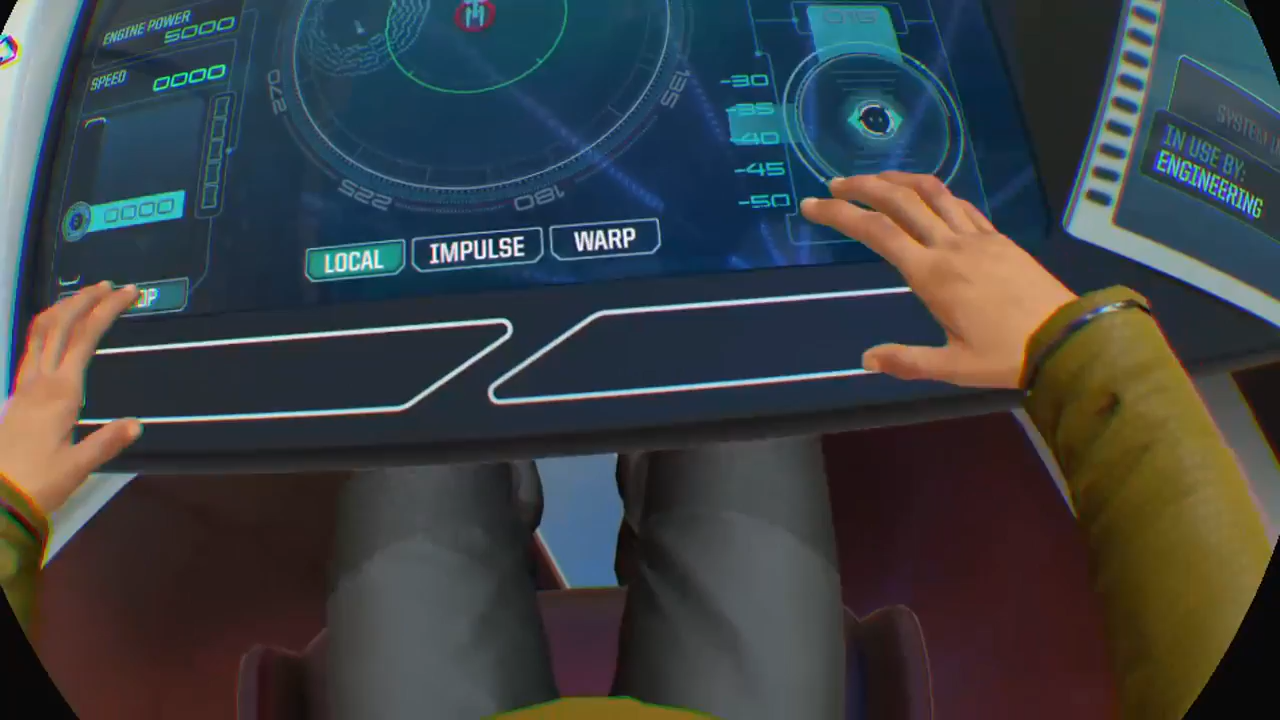 ENGINE POWER
5000
SPEED
0000
0000
270
225
180
135
LOCAL
IMPULSE
WARP
016
-30
-35
-40
-45
-50
IN USE BY:
ENGINEERING